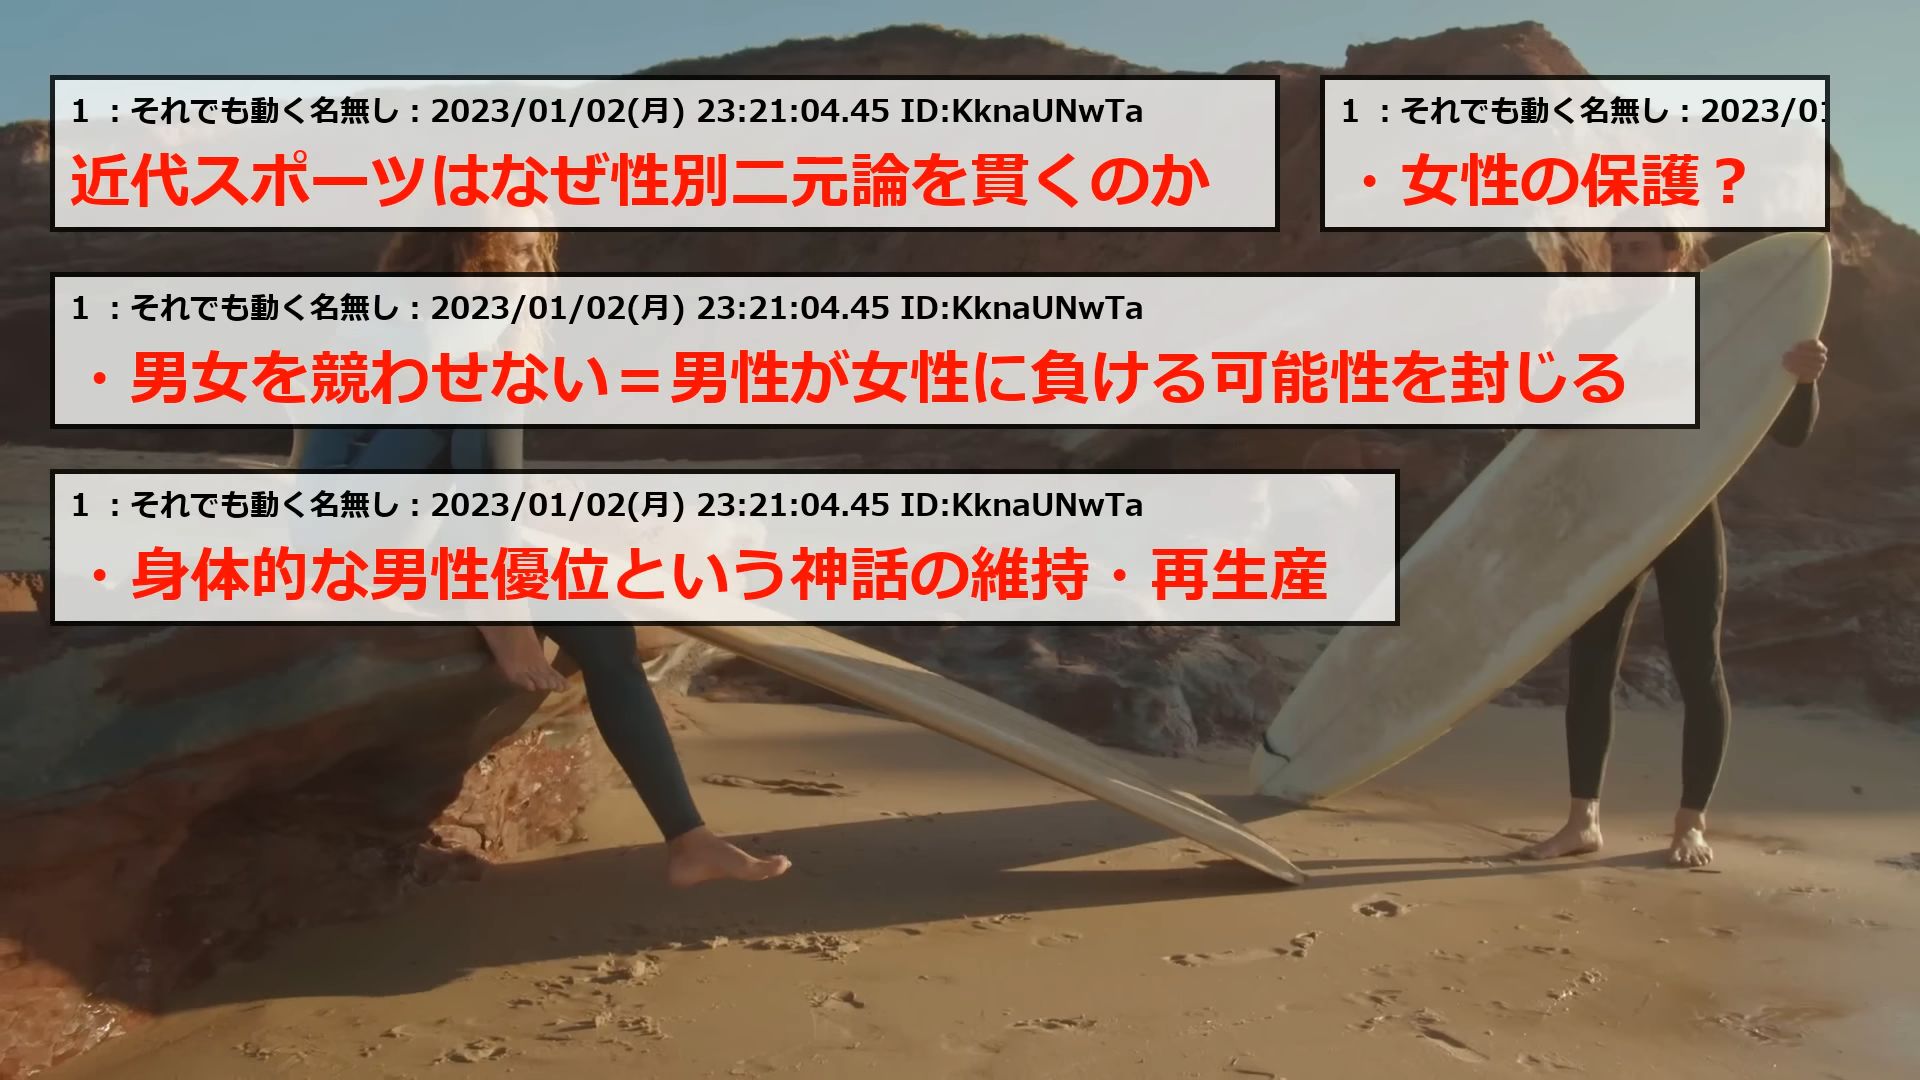 1 ：それでも動く名無し：2023/01/02(月) 23:21:04.45 ID:KknaUNwTa
近代スポーツはなぜ性別二元論を貫くのか
1 ：それでも動く名無し：2023/01
・女性の保護？
1 ：それでも動く名無し：2023/01/02(月) 23:21:04.45 ID:KknaUNwTa
・男女を競わせない＝男性が女性に負ける可能性を封じる
1 ：それでも動く名無し：2023/01/02(月) 23:21:04.45 ID:KknaUNwTa
・身体的な男性優位という神話の維持・再生産